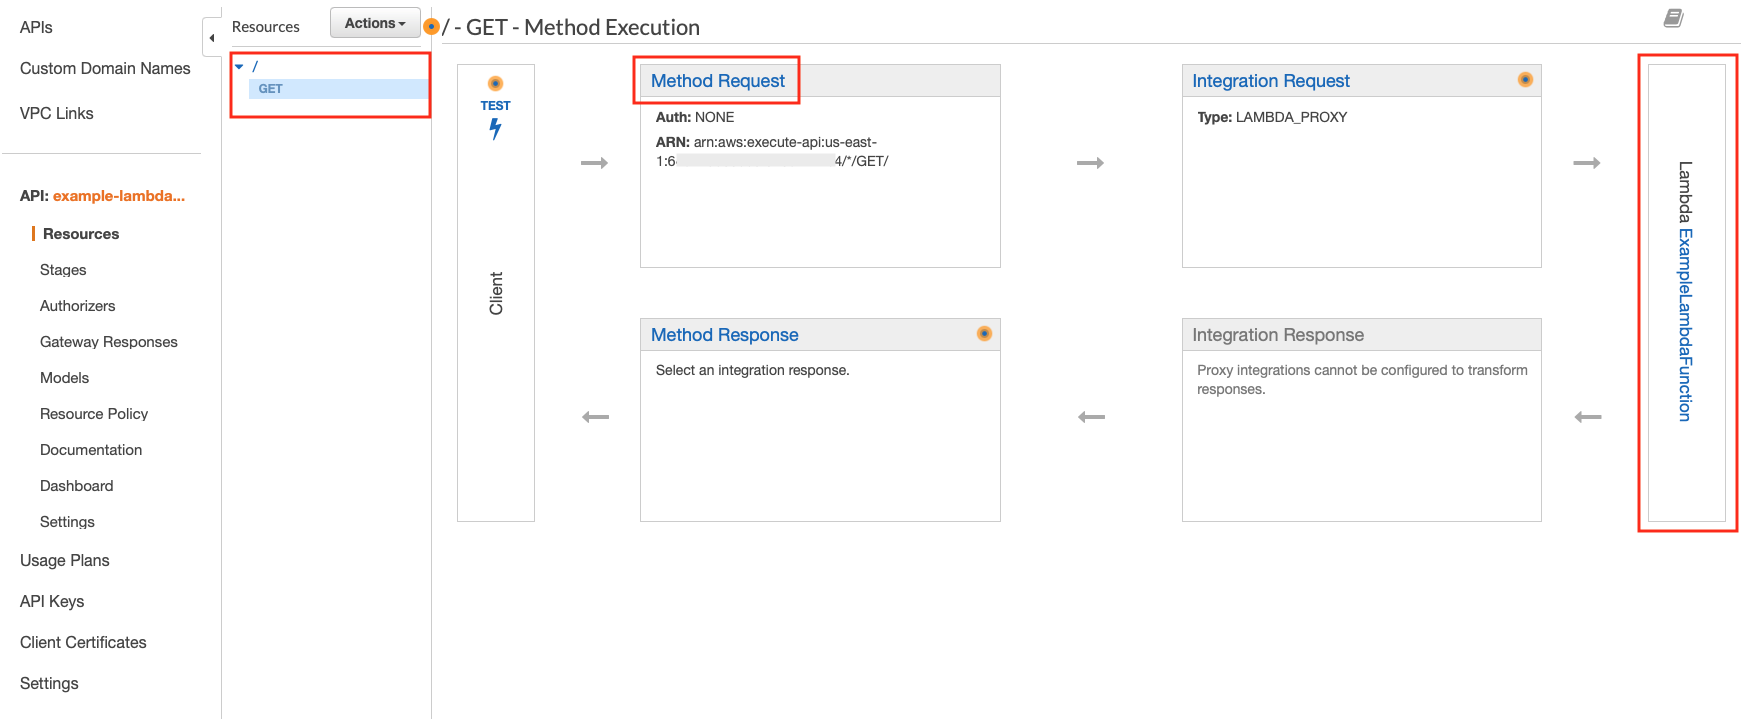 APIs
Custom Domain Names
VPC Links
API: example-lambda...
Resources
Stages
Authorizers
Gateway Responses
Models
Resource Policy
Documentation
Dashboard
Settings
Usage Plans
API Keys
Client Certificates
Settings
Resources
Actions
/
GET
/ - GET - Method Execution
TEST
Client
Method Request
Auth: NONE
ARN: arn:aws:execute-api:us-east-
1:6 4/*/GET/
Integration Request
Type: LAMBDA_PROXY
Method Response
Select an integration response.
Integration Response
Proxy integrations cannot be configured to transform
responses.
Lambda ExampleLambdaFunction